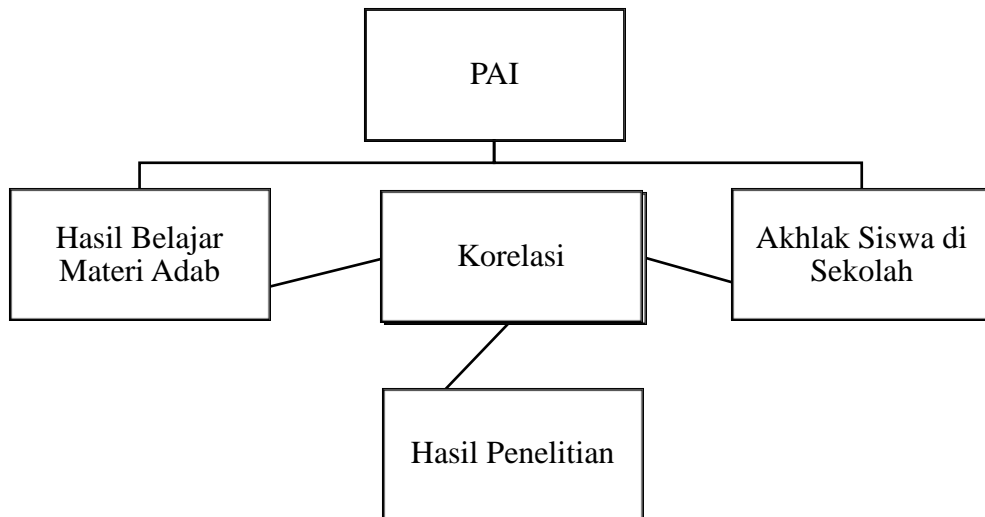 PAI
Hasil Belajar
Materi Adab
Korelasi
Akhlak Siswa di
Sekolah
Hasil Penelitian